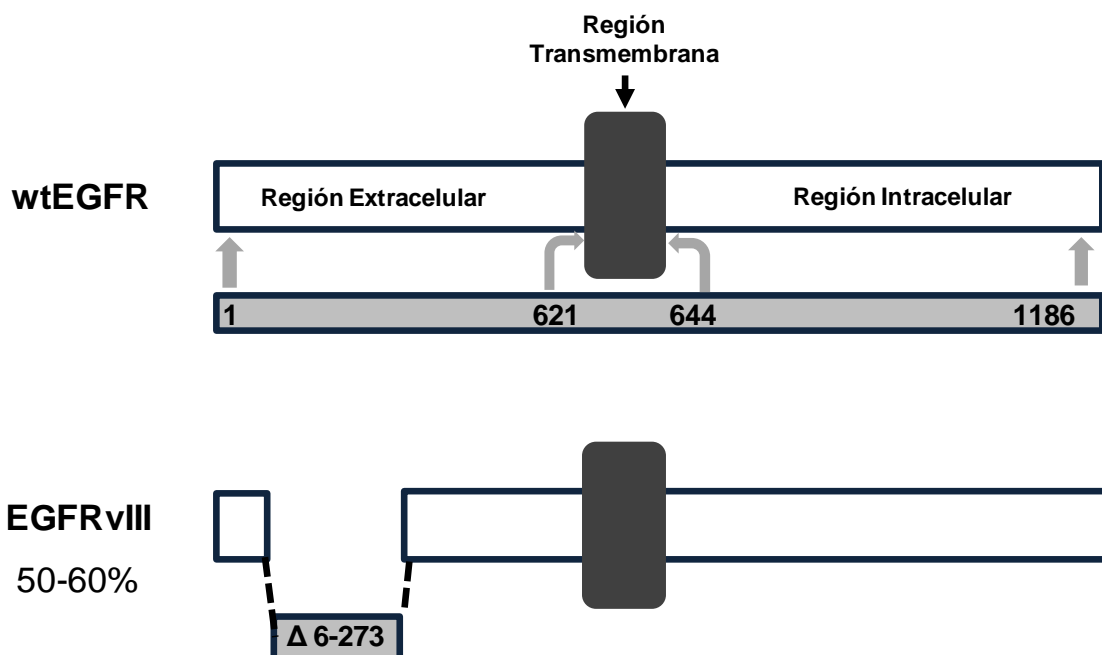 Región
Transmembrana
wtEGFR
Región Extracelular
Región Intracelular
1
621
644
1186
EGFRvIII
50-60%
Δ 6-273